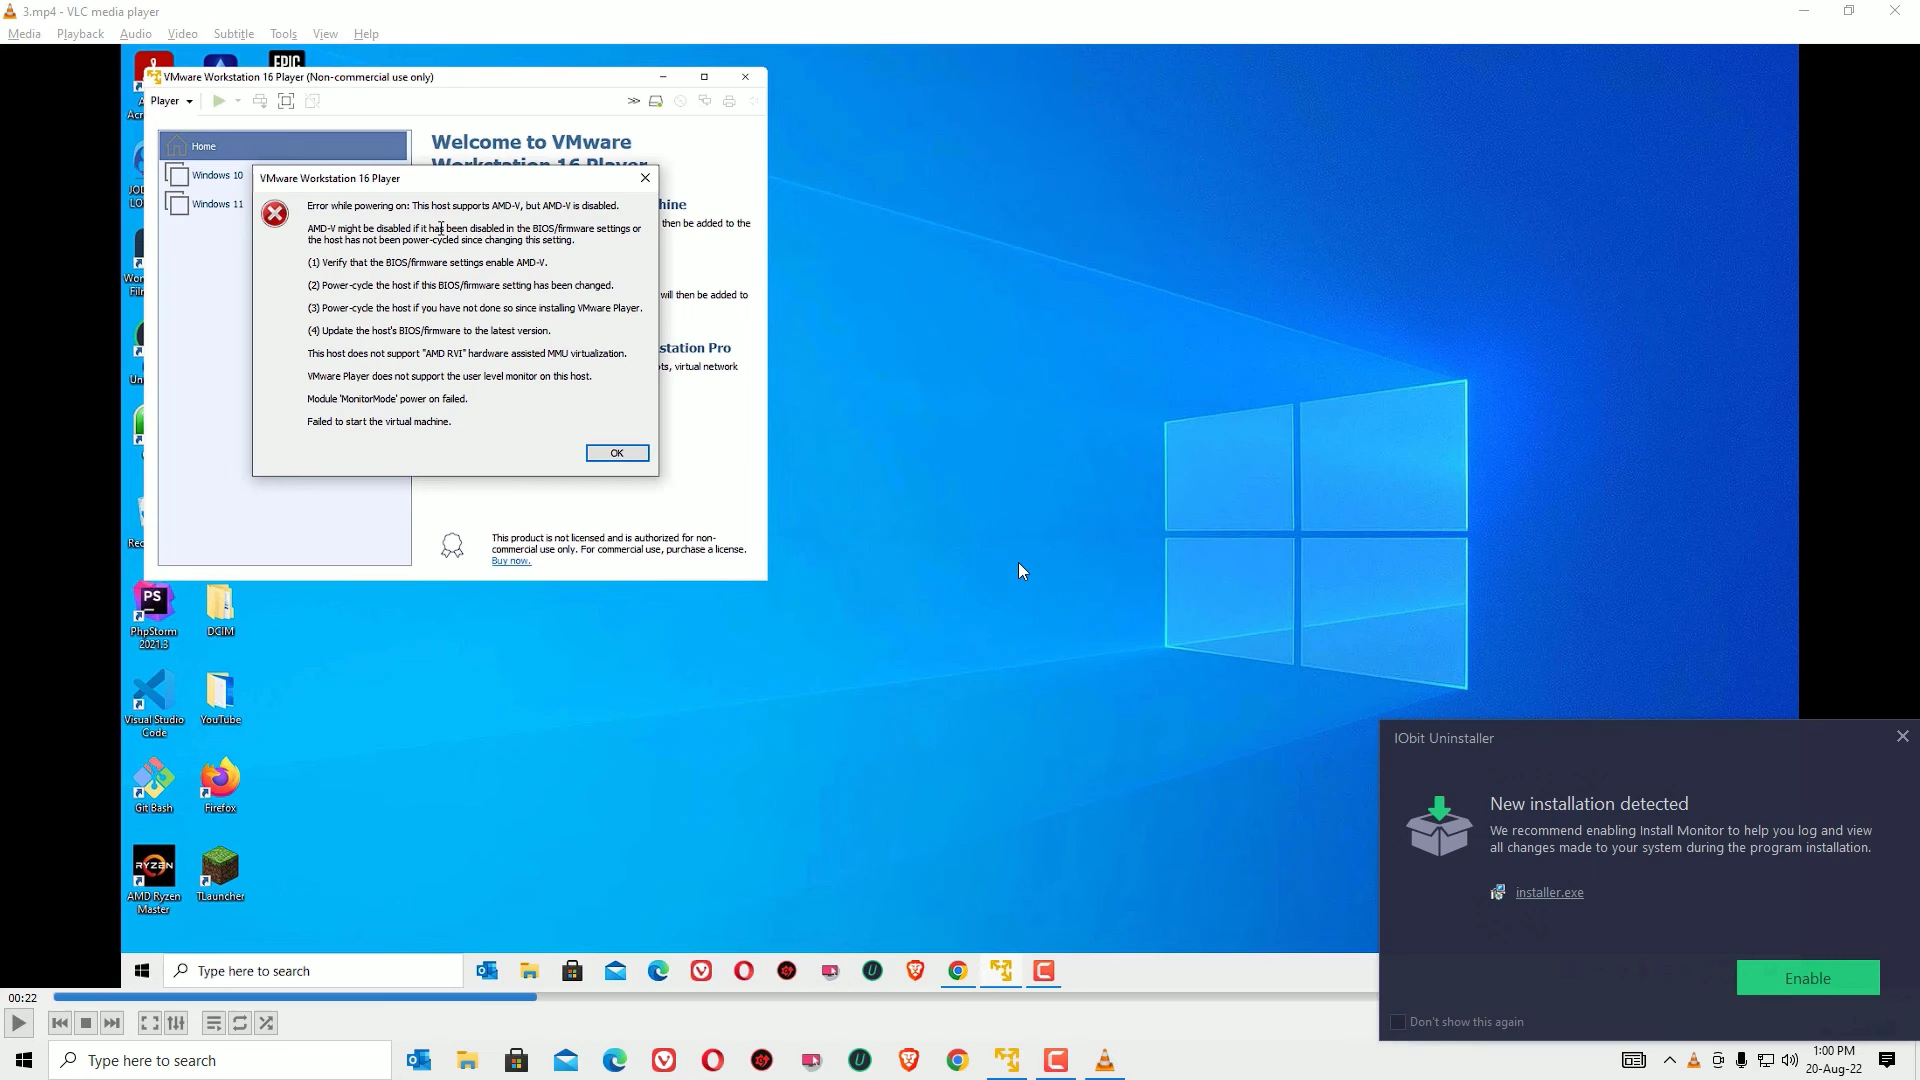 3.mp4 - VLC media player
Media Playback Audio Video Subtitle Tools View Help
EPIC
VMware Workstation 16 Player (Non-commercial use only)
Player
Home
Windows 10
Windows 11
Welcome to VMware
Workstation 16 Player
hine
then be added to the
will then be added to
station Pro
ts, virtual network
VMware Workstation 16 Player
Error while powering on: This host supports AMD-V, but AMD-V is disabled.
AMD-V might be disabled if it has been disabled in the BIOS/firmware settings or
the host has not been power-cycled since changing this setting.
(1) Verify that the BIOS/firmware settings enable AMD-V.
(2) Power-cycle the host if this BIOS/firmware setting has been changed.
(3) Power-cycle the host if you have not done so since installing VMware Player.
(4) Update the host's BIOS/firmware to the latest version.
This host does not support "AMD RVI" hardware assisted MMU virtualization.
VMware Player does not support the user level monitor on this host.
Module 'MonitorMode' power on failed.
Failed to start the virtual machine.
OK
This product is not licensed and is authorized for non-
commercial use only. For commercial use, purchase a license.
Buy now.
PS
PhpStorm
2021.3
DCIM
Visual Studio
Code
YouTube
Git Bash
Firefox
RYZEN
AMD Ryzen
Master
TLauncher
IObit Uninstaller
New installation detected
We recommend enabling Install Monitor to help you log and view
all changes made to your system during the program installation.
installer.exe
Enable
Don't show this again
Type here to search
00:22
Type here to search
1:00 PM
20-Aug-22